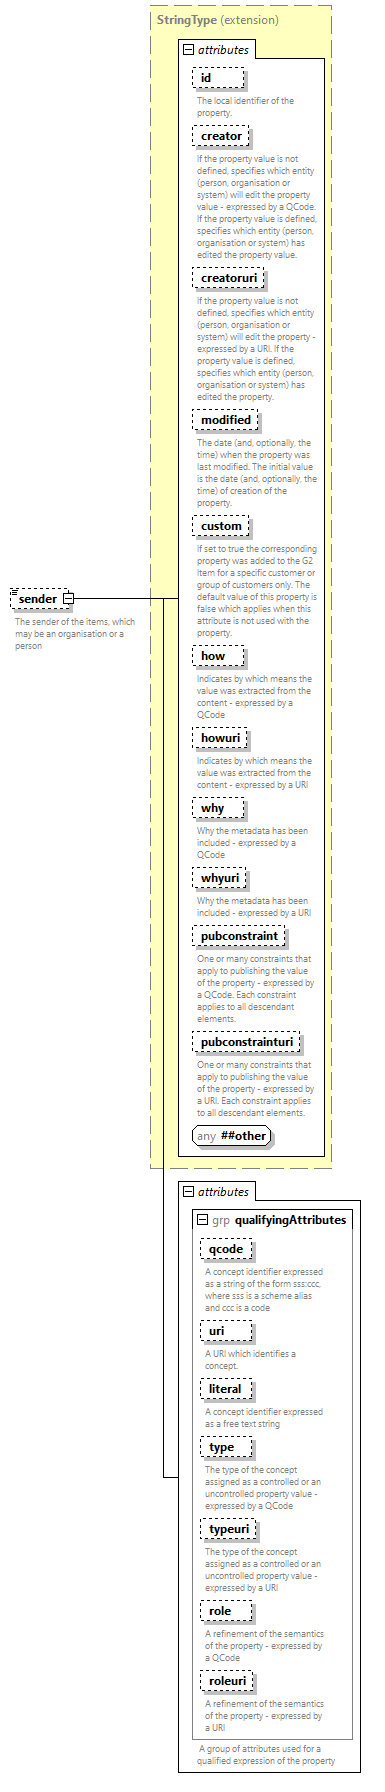 StringType (extension)
attributes
id
The local identifier of the
property.
creator
If the property value is not
defined, specifies which entity
(person, organisation or
system) will edit the property
value - expressed by a QCode.
If the property value is defined,
specifies which entity (person,
organisation or system) has
edited the property value.
creatoruri
If the property value is not
defined, specifies which entity
(person, organisation or
system) will edit the property -
expressed by a URI. If the
property value is defined,
specifies which entity (person,
organisation or system) has
edited the property.
modified
The date (and, optionally, the
time) when the property was
last modified. The initial value
is the date (and, optionally, the
time) of creation of the
property.
custom
If set to true the corresponding
property was added to the G2
Item for a specific customer or
group of customers only. The
default value of this property is
false which applies when this
attribute is not used with the
property.
sender
The sender of the items, which
may be an organisation or a
person
how
Indicates by which means the
value was extracted from the
content - expressed by a
QCode
howuri
Indicates by which means the
value was extracted from the
content - expressed by a URI
why
Why the metadata has been
included - expressed by a
QCode
whyuri
Why the metadata has been
included - expressed by a URI
pubconstraint
One or many constraints that
apply to publishing the value
of the property - expressed by
a QCode. Each constraint
applies to all descendant
elements.
pubconstrainturi
One or many constraints that
apply to publishing the value
of the property - expressed by
a URI. Each constraint applies
to all descendant elements.
any ##other
attributes
grp qualifyingAttributes
qcode
A concept identifier expressed
as a string of the form sss:ccc,
where sss is a scheme alias
and ccc is a code
uri
A URI which identifies a
concept.
literal
A concept identifier expressed
as a free text string
type
The type of the concept
assigned as a controlled or an
uncontrolled property value -
expressed by a QCode
typeuri
The type of the concept
assigned as a controlled or an
uncontrolled property value -
expressed by a URI
role
A refinement of the semantics
of the property - expressed by
a QCode
roleuri
A refinement of the semantics
of the property - expressed by
a URI
A group of attributes used for a
qualified expression of the property